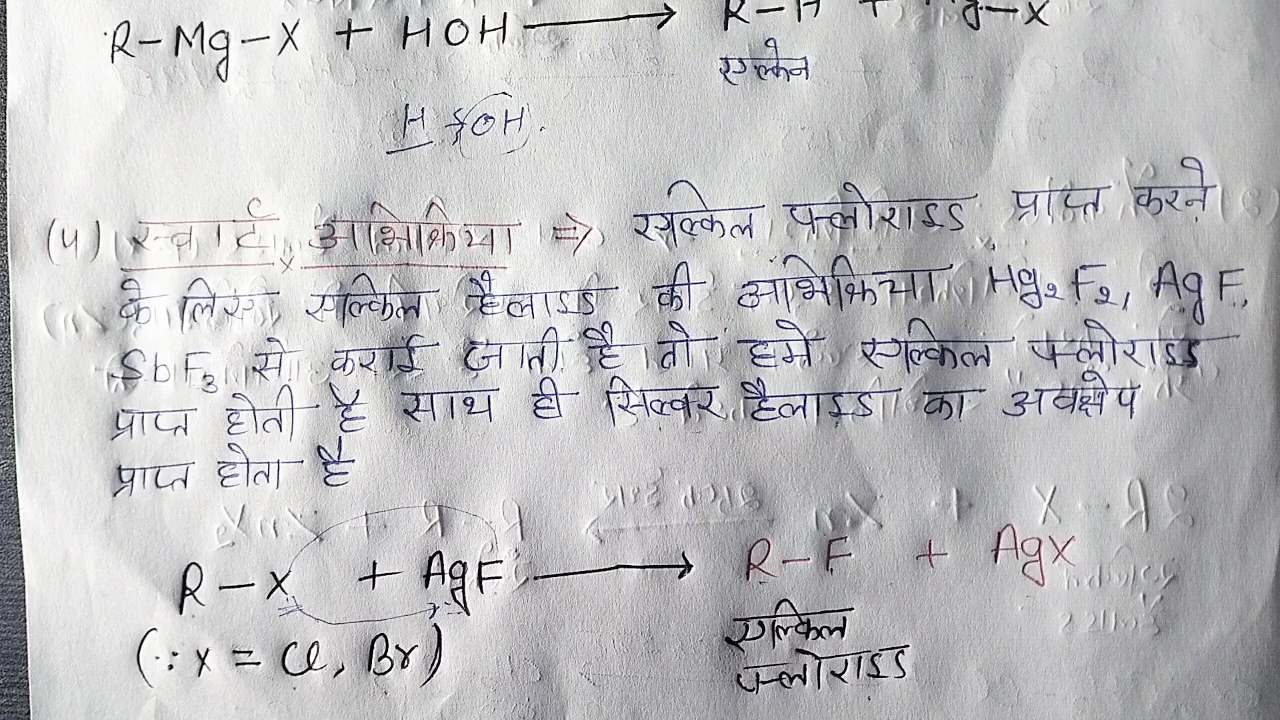 R-Mg-X + HOH ⟶ R-H + Mg-X
एल्केन
H OH.
(५) स्वार्ट अभिक्रिया ⇒ एल्किल फ्लोराइड प्राप्त करने
के लिए एल्किल हैलाइड की अभिक्रिया Hg₂F₂, AgF,
SbF₃ से कराई जाती है तो हमे एल्किल फ्लोराइड
प्राप्त होती है साथ ही सिल्वर हैलाइड का अवक्षेप
प्राप्त होता है
R-X + AgF ⟶ R-F + AgX
(∵ X = Cl, Br) एल्किल
फ्लोराइड